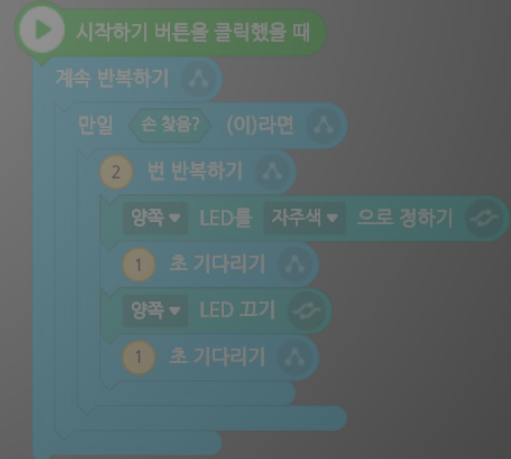 시작하기 버튼을 클릭했을 때
계속 반복하기
만일 손 찾음? (이)라면
2 번 반복하기
양쪽 LED를 자주색 으로 정하기
1 초 기다리기
양쪽 LED 끄기
1 초 기다리기